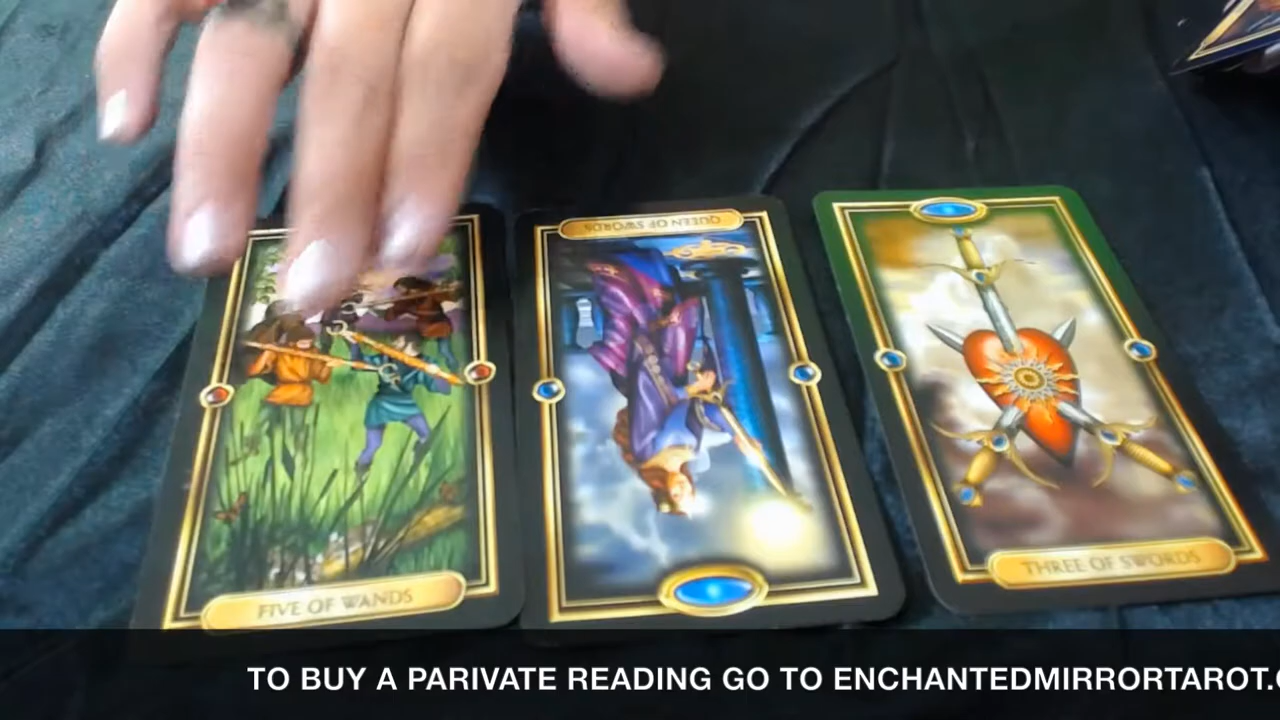 QUEEN OF SWORDS
THREE OF SWORDS
FIVE OF WANDS
TO BUY A PARIVATE READING GO TO ENCHANTEDMIRRORTAROT.